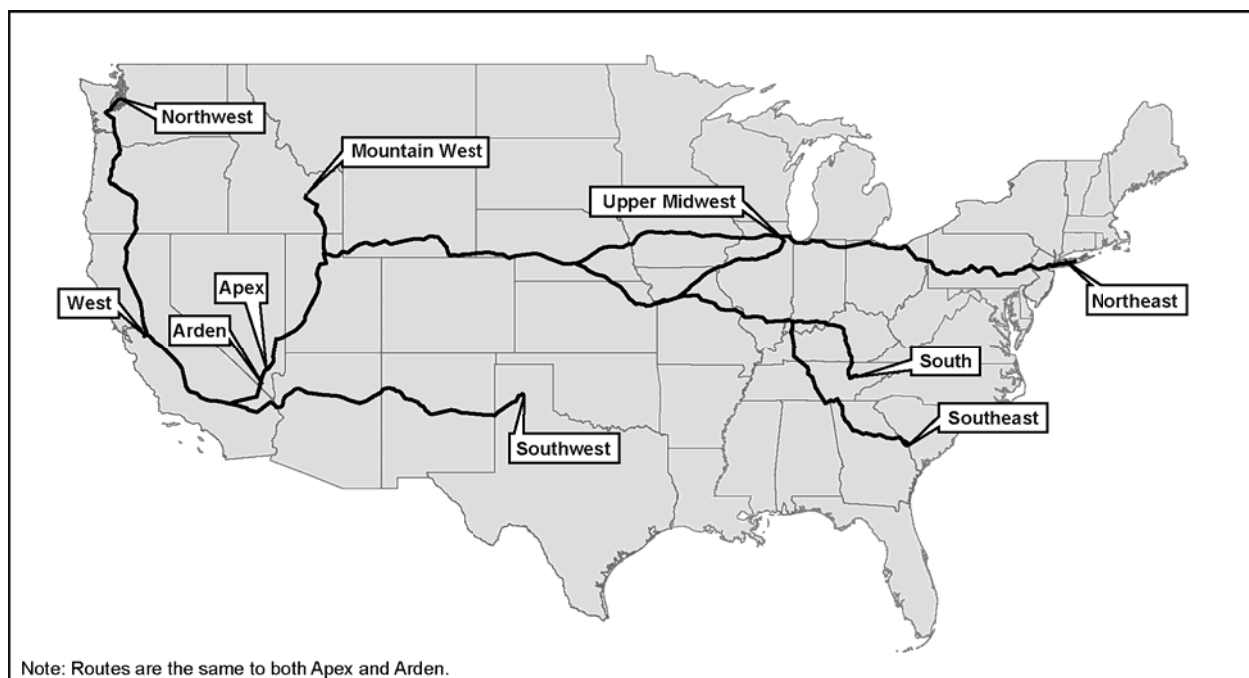 Northwest
Mountain West
Upper Midwest
Apex
West
Northeast
Arden
South
Southeast
Southwest
Note: Routes are the same to both Apex and Arden.